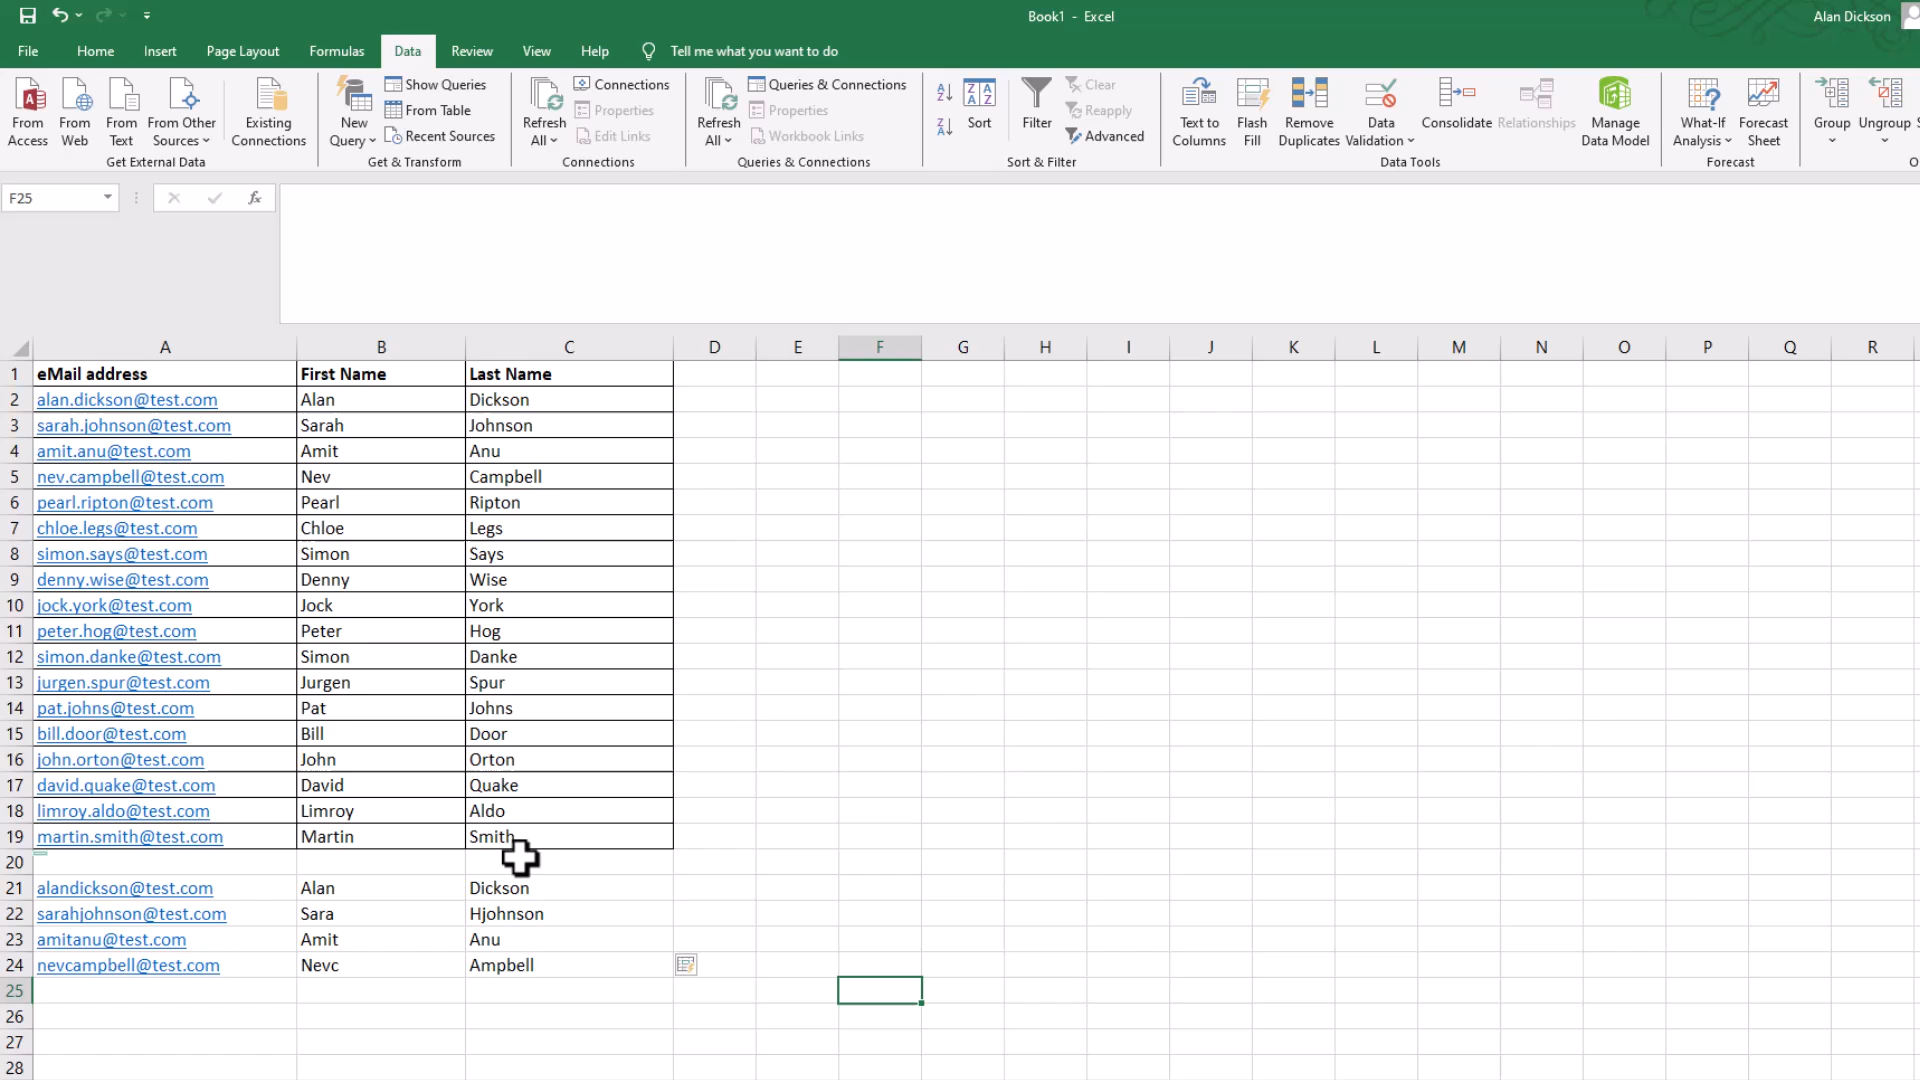 Book1 - Excel
Alan Dickson
File Home Insert Page Layout Formulas Data Review View Help Tell me what you want to do
From Access
From Web
From Text
From Other Sources
Existing Connections
Get External Data
New Query
Show Queries
From Table
Recent Sources
Get & Transform
Refresh All
Connections
Properties
Edit Links
Connections
Refresh All
Queries & Connections
Properties
Workbook Links
Queries & Connections
Sort
Filter
Clear
Reapply
Advanced
Sort & Filter
Text to Columns
Flash Fill
Remove Duplicates
Data Validation
Consolidate
Relationships
Manage Data Model
Data Tools
What-If Analysis
Forecast Sheet
Forecast
Group
Ungroup
F25 fx
A B C D E F G H I J K L M N O P Q R
1 eMail address First Name Last Name
2 alan.dickson@test.com Alan Dickson
3 sarah.johnson@test.com Sarah Johnson
4 amit.anu@test.com Amit Anu
5 nev.campbell@test.com Nev Campbell
6 pearl.ripton@test.com Pearl Ripton
7 chloe.legs@test.com Chloe Legs
8 simon.says@test.com Simon Says
9 denny.wise@test.com Denny Wise
10 jock.york@test.com Jock York
11 peter.hog@test.com Peter Hog
12 simon.danke@test.com Simon Danke
13 jurgen.spur@test.com Jurgen Spur
14 pat.johns@test.com Pat Johns
15 bill.door@test.com Bill Door
16 john.orton@test.com John Orton
17 david.quake@test.com David Quake
18 limroy.aldo@test.com Limroy Aldo
19 martin.smith@test.com Martin Smith
20
21 alandickson@test.com Alan Dickson
22 sarahjohnson@test.com Sara Hjohnson
23 amitanu@test.com Amit Anu
24 nevcampbell@test.com Nevc Ampbell
25
26
27
28